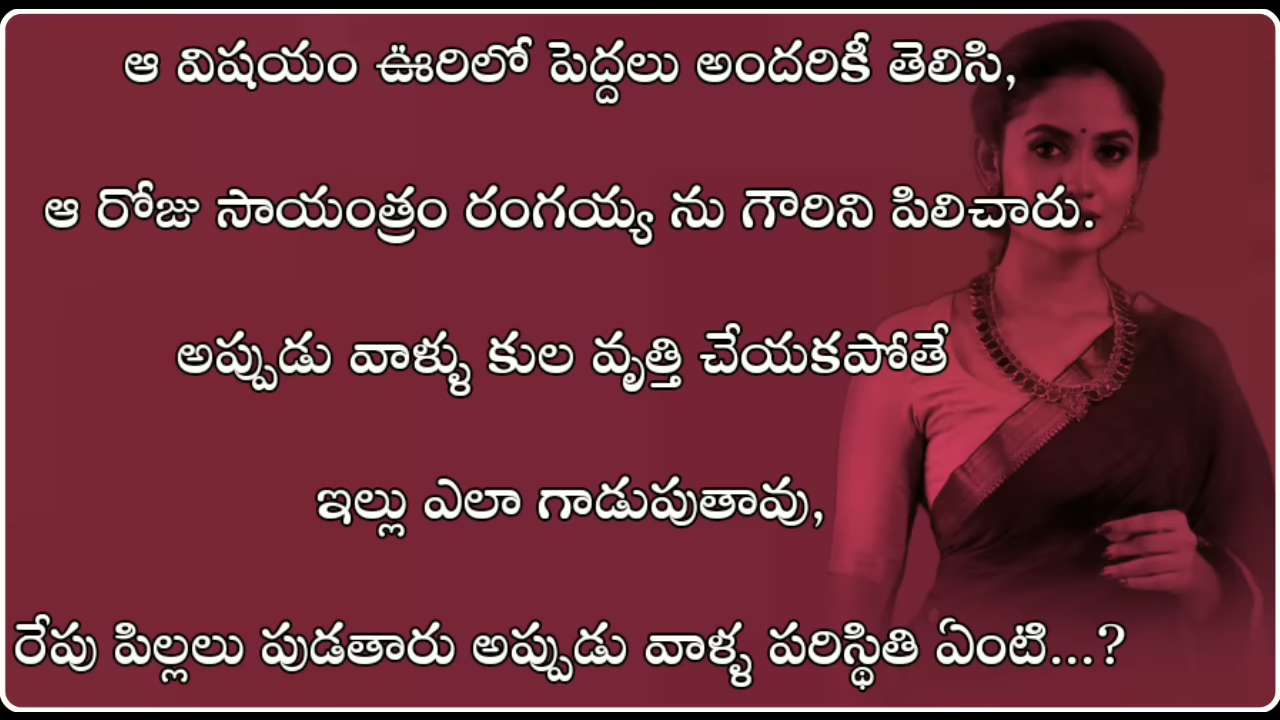 ఆ విషయం ఊరిలో పెద్దలు అందరికీ తెలిసి,
ఆ రోజు సాయంత్రం రంగయ్య ను గౌరిని పిలిచారు.
అప్పుడు వాళ్ళు కుల వృత్తి చేయకపోతే
ఇల్లు ఎలా గాడుపుతావు,
రేపు పిల్లలు పుడతారు అప్పుడు వాళ్ళ పరిస్థితి ఏంటి...?